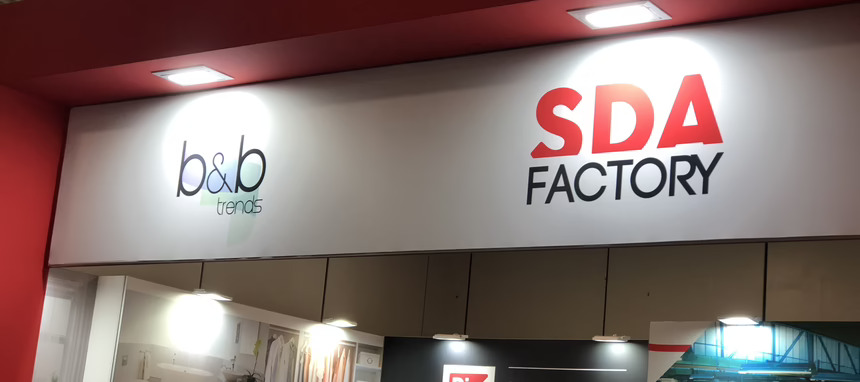 b&b
trends
SDA
FACTORY